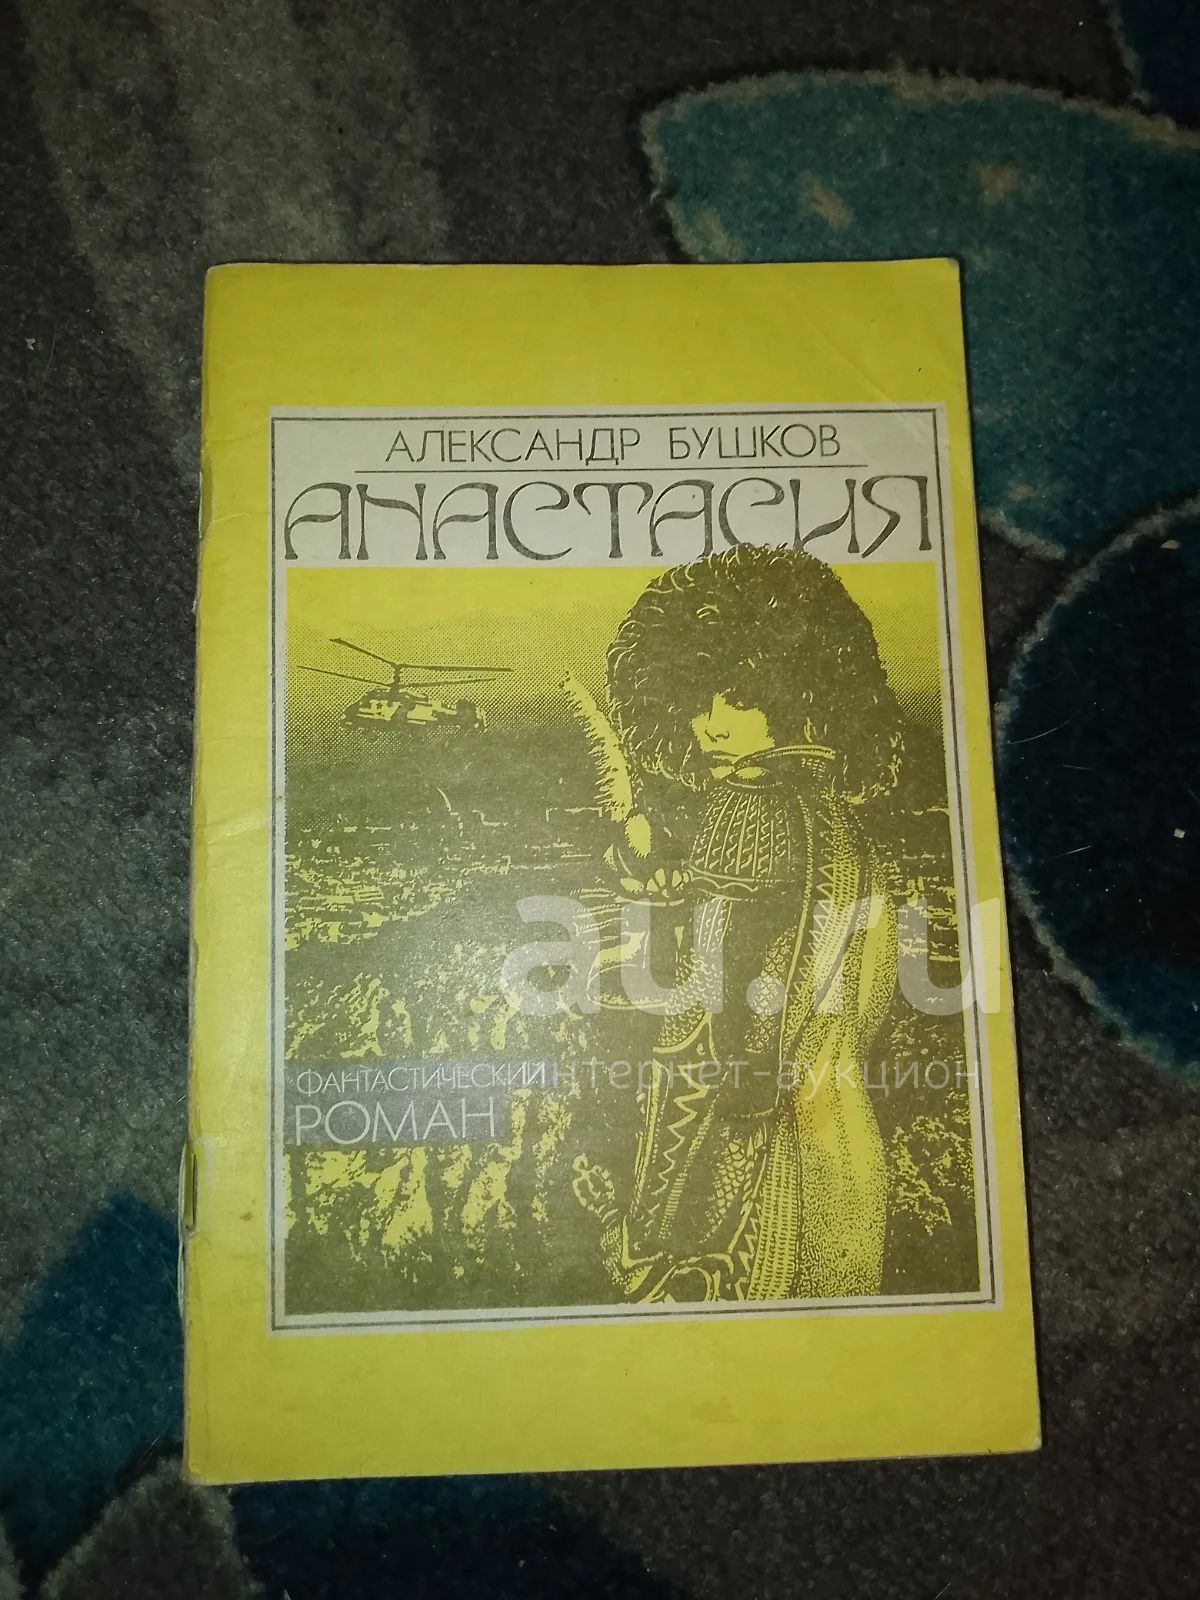 АЛЕКСАНДР БУШКОВ
АНАСТАСИЯ
au.ru
интернет-аукцион
ФАНТАСТИЧЕСКИЙ
РОМАН